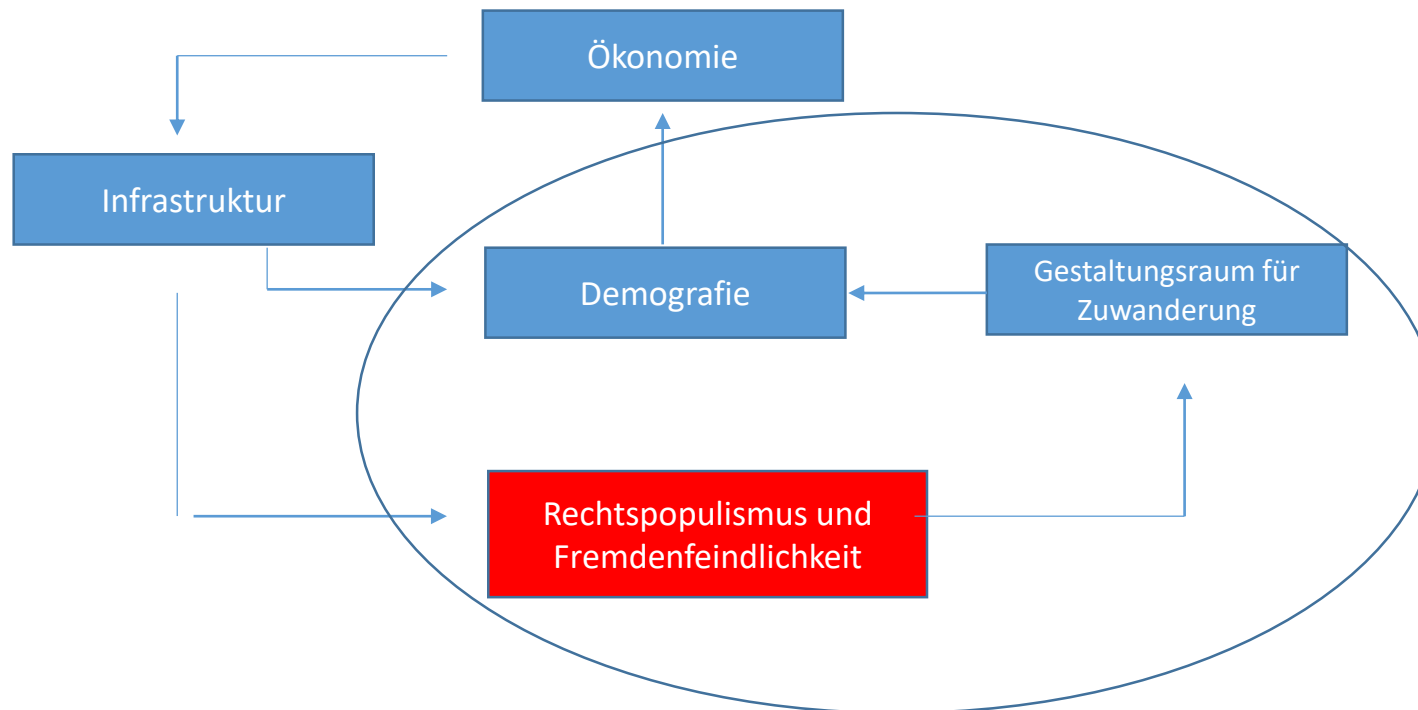 Ökonomie
Infrastruktur
Demografie
Gestaltungsraum für
Zuwanderung
Rechtspopulismus und
Fremdenfeindlichkeit